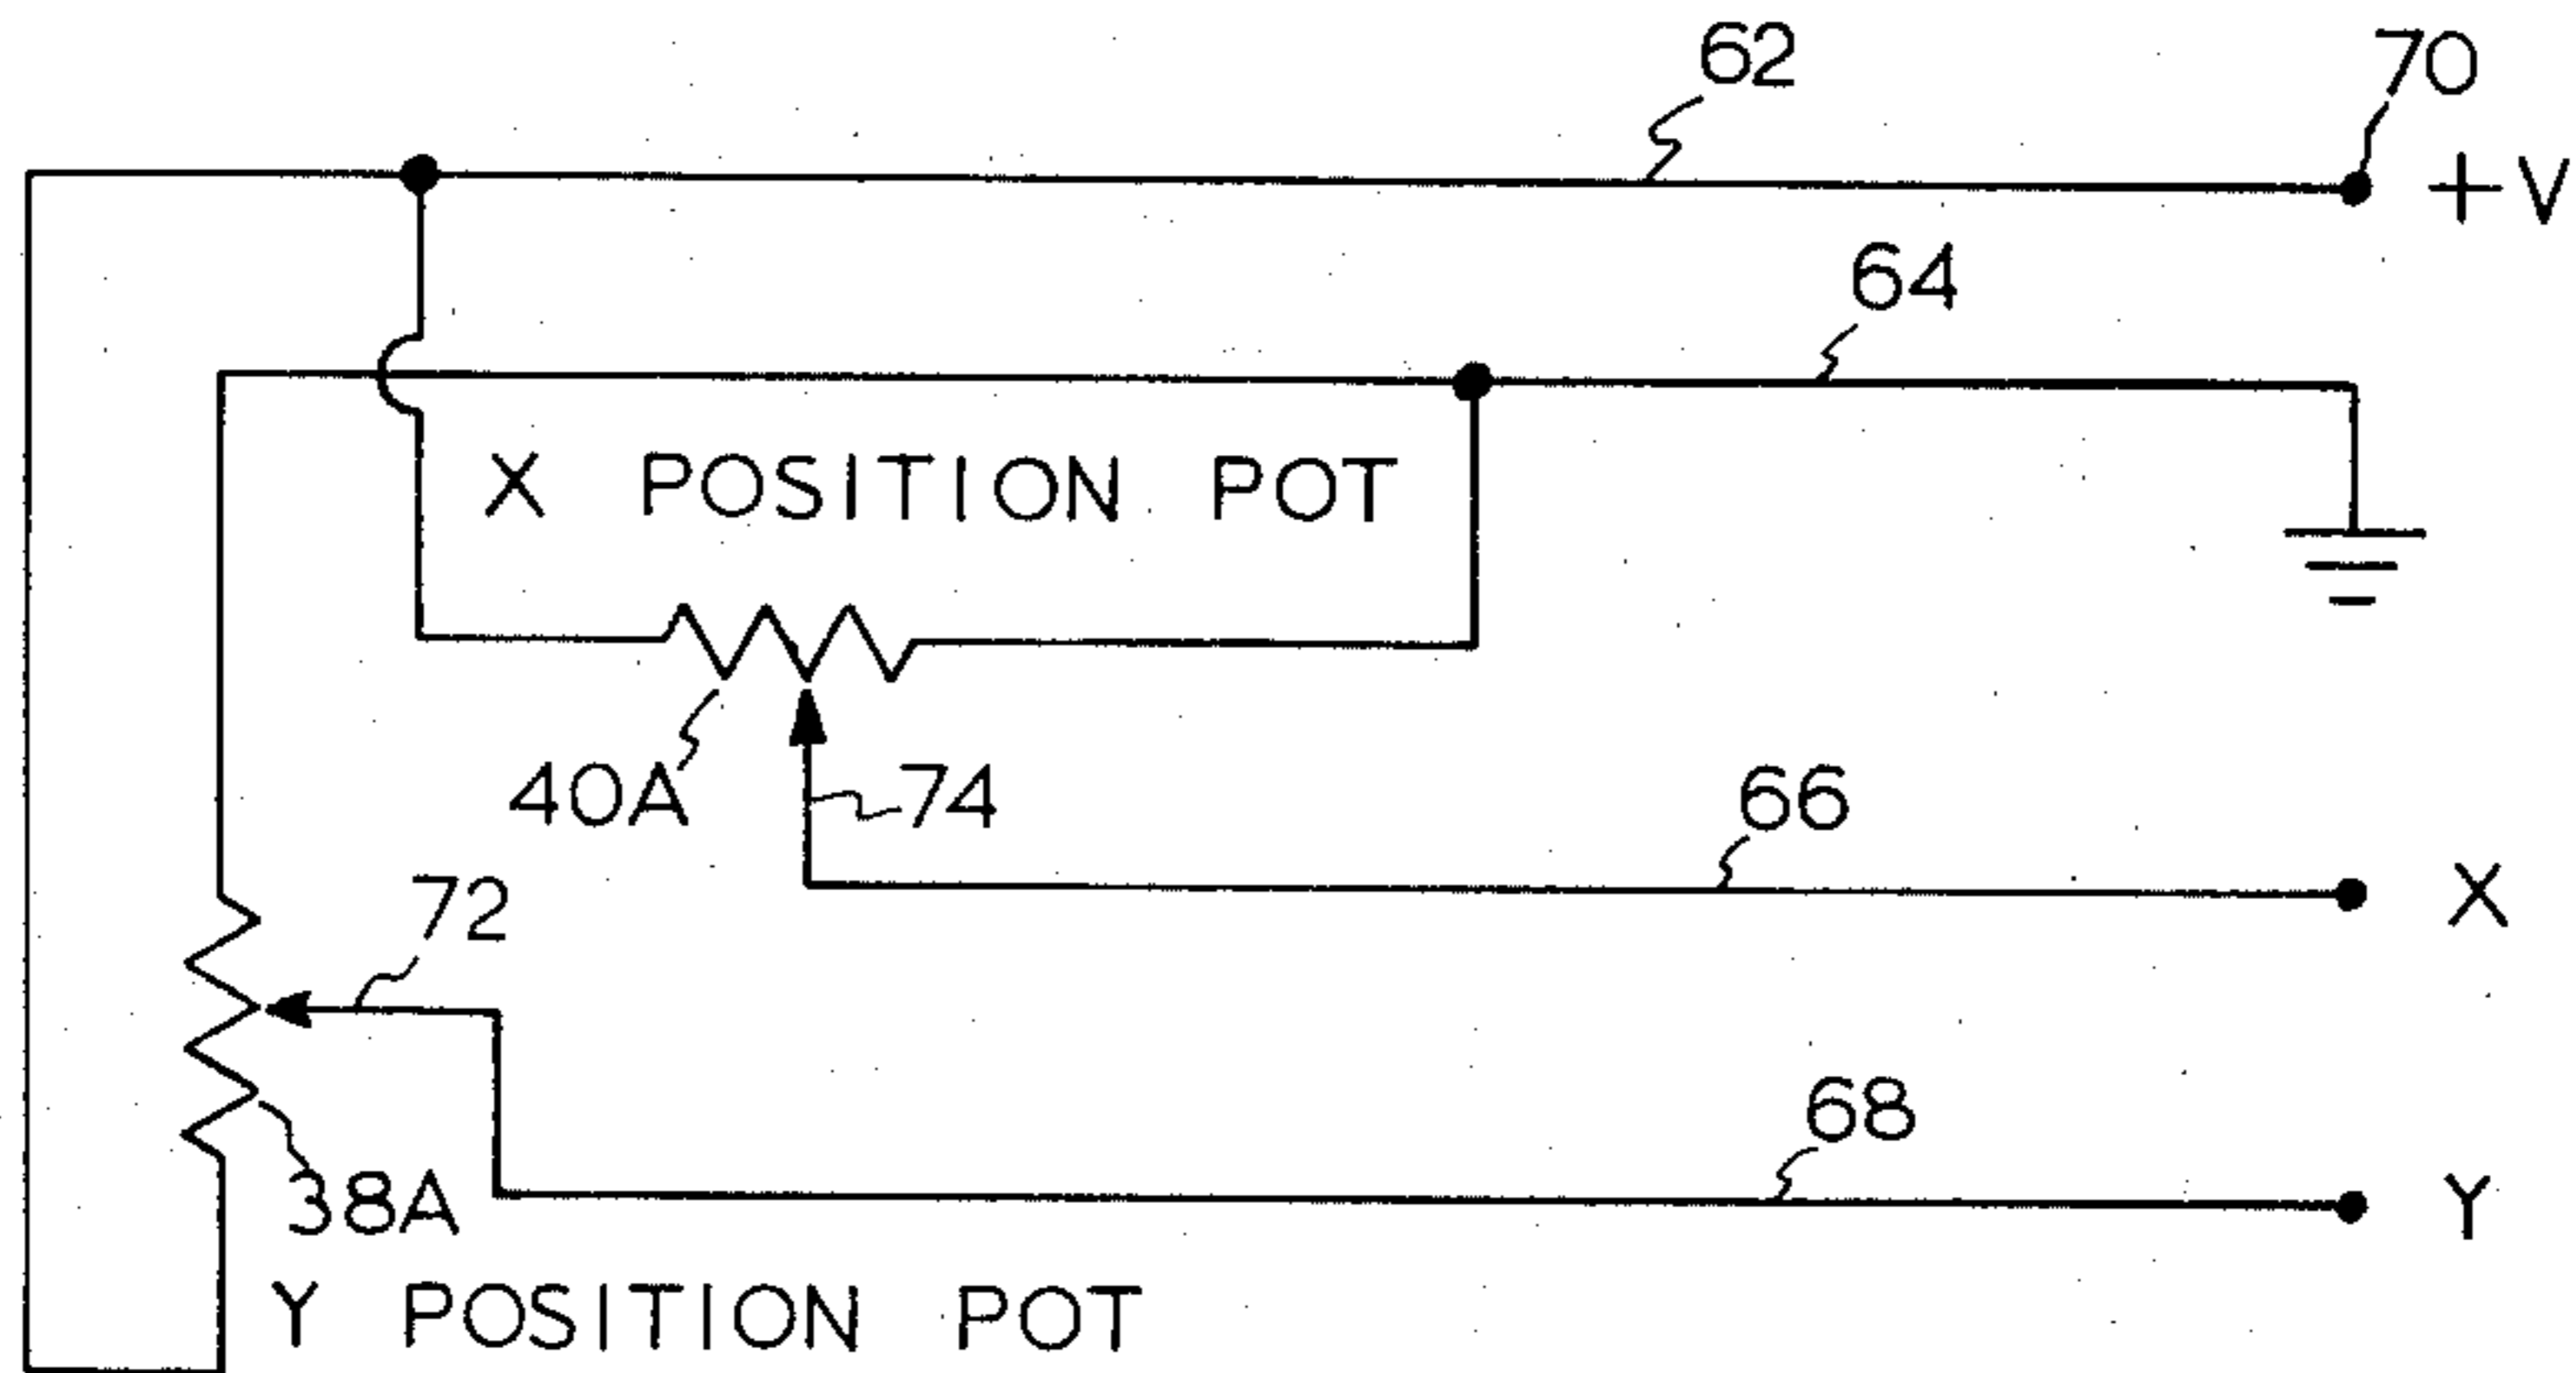 62
70
+V
64
X POSITION POT
40A
74
66
X
72
68
38A
Y
Y POSITION POT